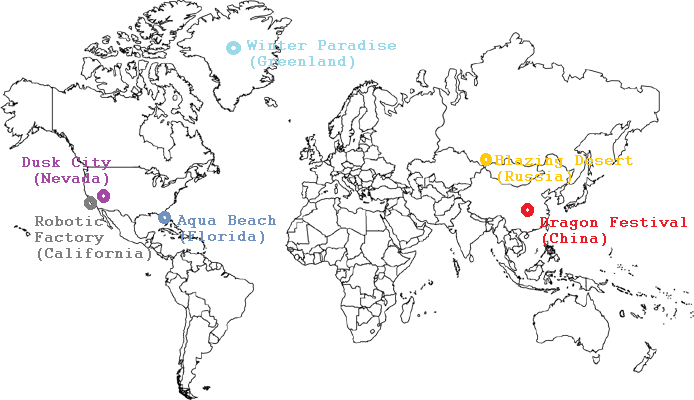 Winter Paradise
(Greenland)
Dusk City
(Nevada)
Blazing Desert
(Russia)
Robotic
Factory
(California)
Aqua Beach
(Florida)
Dragon Festival
(China)